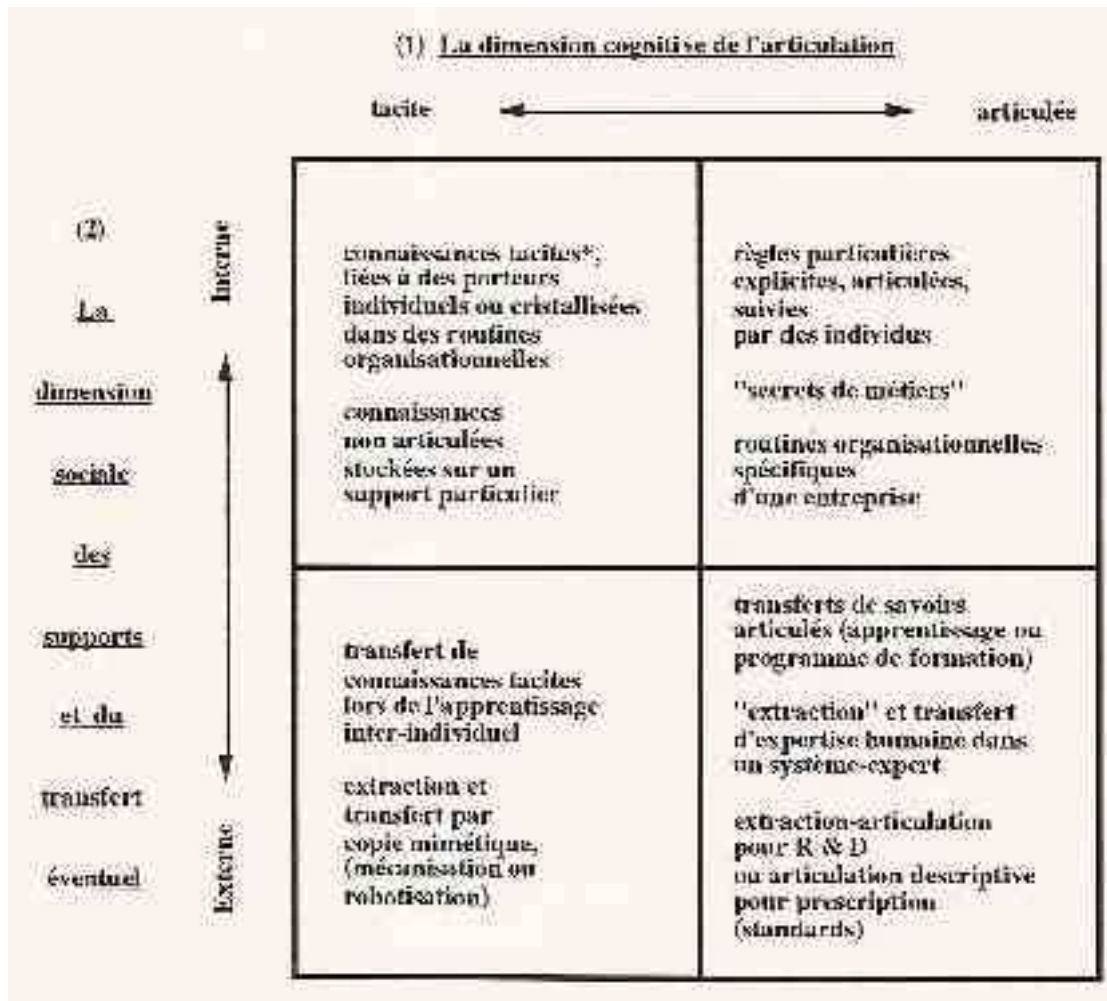 (1) La dimension cognitive de l'articulation
tacite
articulée
(2)
La
dimension
sociale
des
supports
et du
transfert
éventuel
Interne
Externe
connaissances tacites*,
liées à des porteurs
individuels ou cristallisées
dans des routines
organisationnelles
connaissances
non articulées
stockées sur un
support particulier
règles particulières
explicites, articulées,
suivies
par des individus
"secrets de métiers"
routines organisationnelles
spécifiques
d'une entreprise
transfert de
connaissances tacites
lors de l'apprentissage
inter-individuel
extraction et
transfert par
copie mimétique,
(mécanisation ou
robotisation)
transferts de savoirs
articulés (apprentissage ou
programme de formation)
"extraction" et transfert
d'expertise humaine dans
un système-expert
extraction-articulation
pour R & D
ou articulation descriptive
pour prescription
(standards)